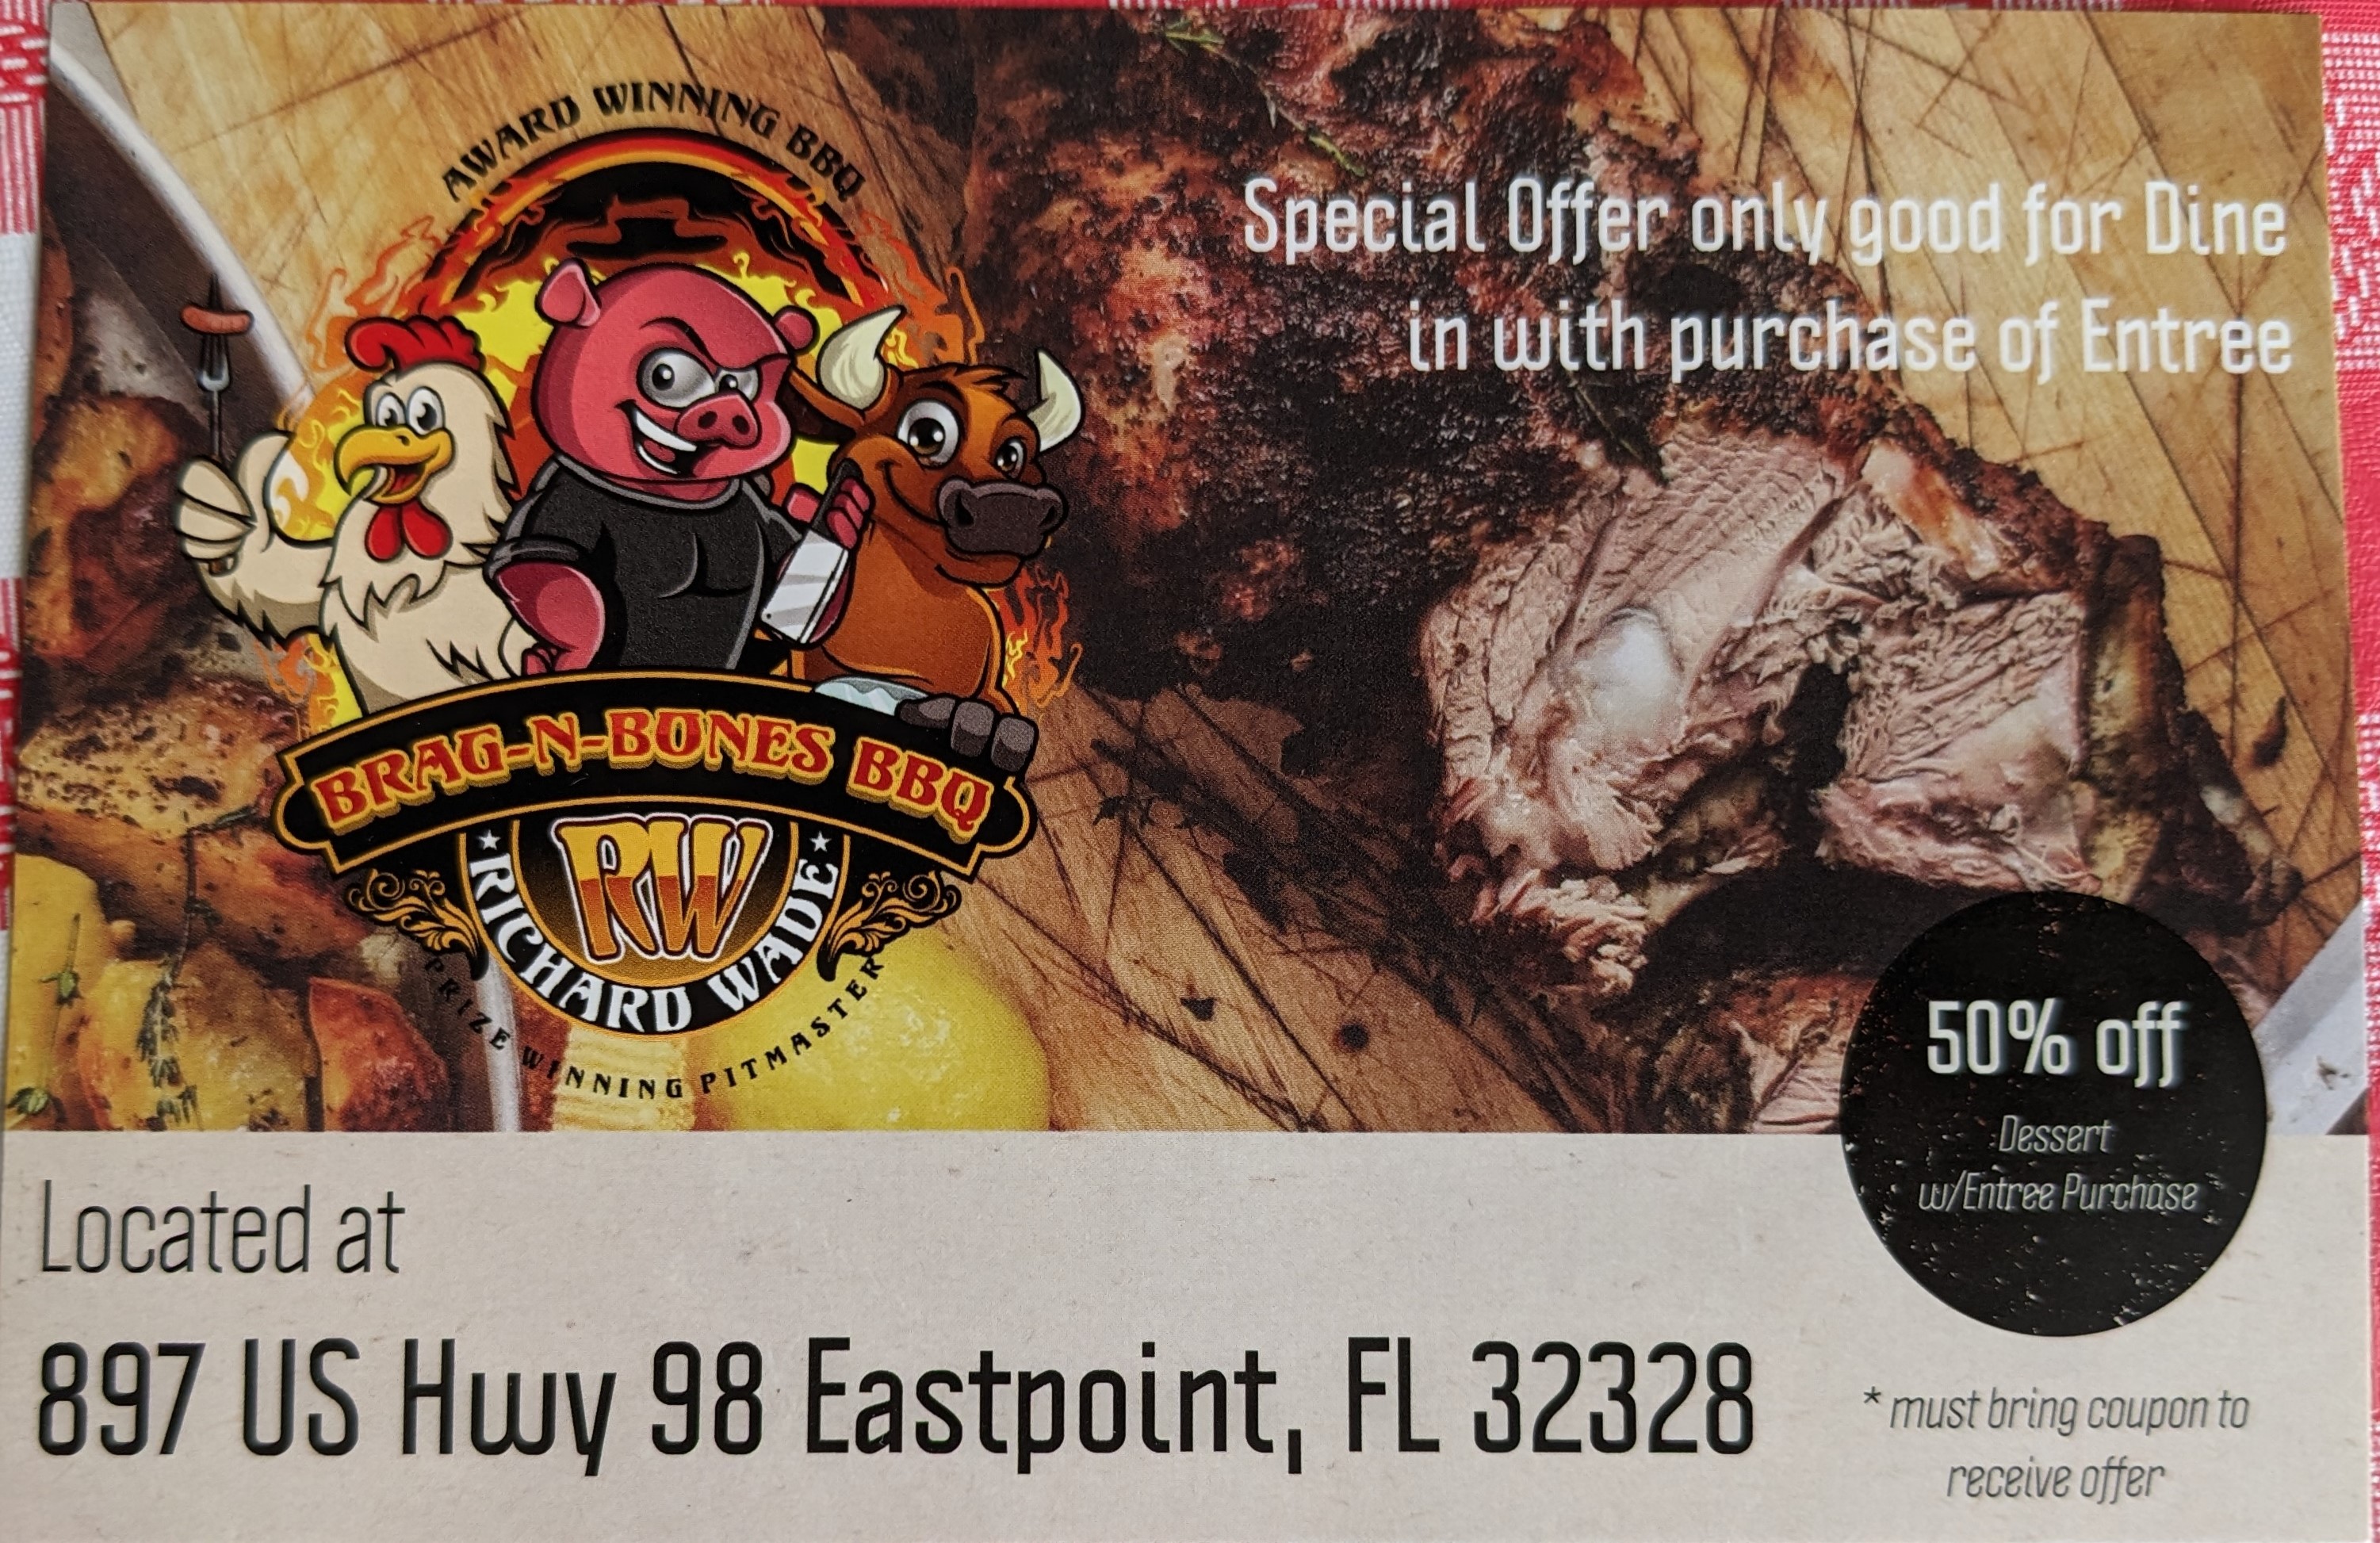 AWARD WINNING BBQ
BRAG-N-BONES BBQ
RW
RICHARD WADE
PRIZE WINNING PITMASTER
Special Offer only good for Dine
in with purchase of Entree
50% off
Dessert
w/Entree Purchase
Located at
897 US Hwy 98 Eastpoint, FL 32328
* must bring coupon to
receive offer